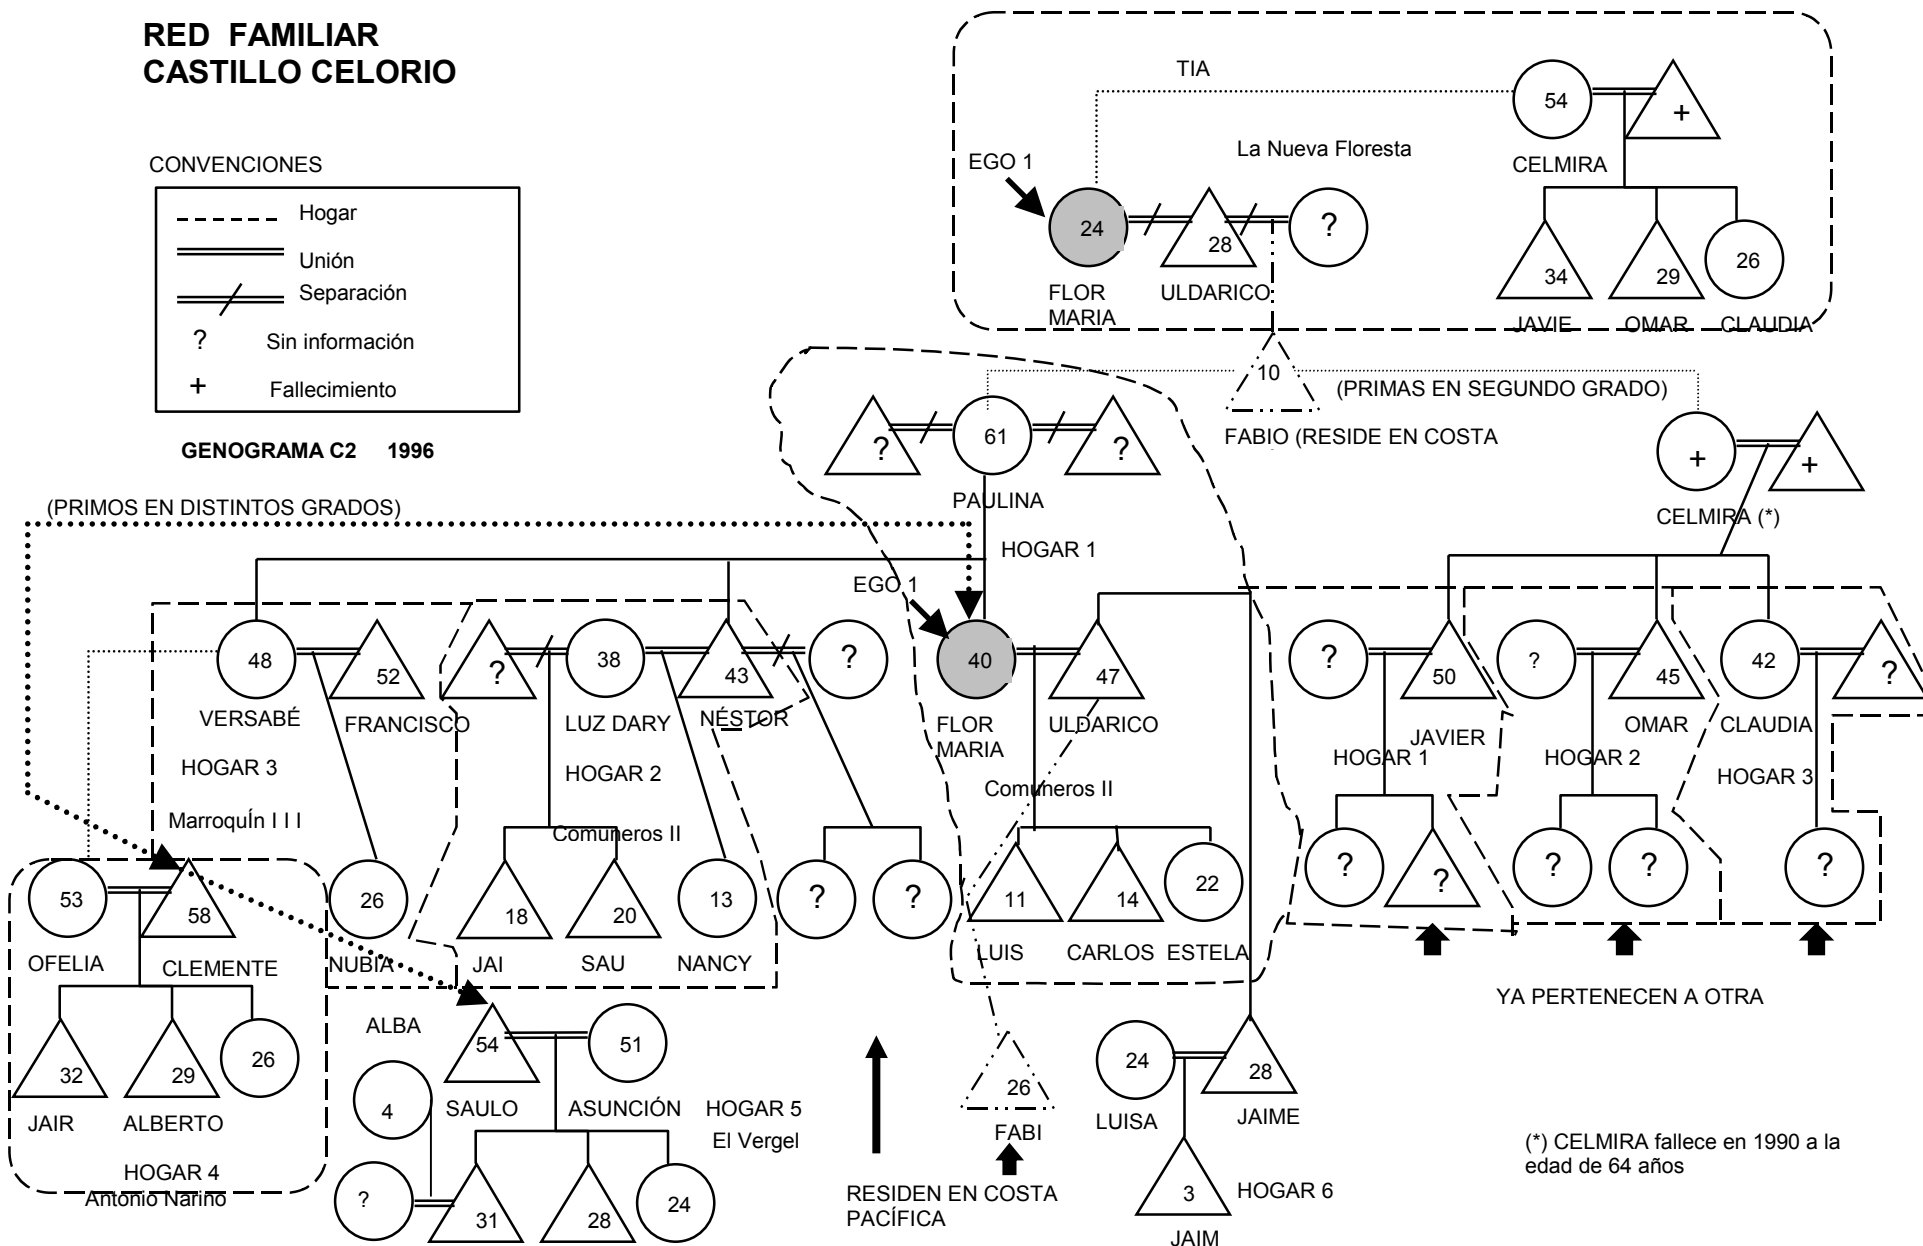 RED FAMILIAR
CASTILLO CELORIO
CONVENCIONES
Hogar
Unión
Separación
? Sin información
+ Fallecimiento
GENOGRAMA C2 1996
TIA
54
+
CELMIRA
La Nueva Floresta
EGO 1
24
28
?
FLOR
MARIA
ULDARICO
34
29
26
JAVIE
OMAR
CLAUDIA
10
(PRIMAS EN SEGUNDO GRADO)
FABIO (RESIDE EN COSTA
?
61
?
PAULINA
+
+
CELMIRA (*)
(PRIMOS EN DISTINTOS GRADOS)
HOGAR 1
EGO 1
48
52
?
38
43
?
40
47
?
50
?
45
42
?
VERSABÉ
FRANCISCO
LUZ DARY
NÉSTOR
FLOR
MARIA
ULDARICO
JAVIER
OMAR
CLAUDIA
HOGAR 3
HOGAR 2
HOGAR 1
HOGAR 2
HOGAR 3
Marroquín I I I
Comuneros II
Comuneros II
53
58
26
18
20
13
?
?
11
14
22
?
?
?
?
?
OFELIA
CLEMENTE
NUBIA
JAI
SAU
NANCY
LUIS
CARLOS
ESTELA
YA PERTENECEN A OTRA
32
29
26
JAIR
ALBERTO
HOGAR 4
Antonio Narino
ALBA
4
54
51
SAULO
ASUNCIÓN
HOGAR 5
El Vergel
?
31
28
24
RESIDEN EN COSTA
PACÍFICA
26
FABI
24
28
LUISA
JAIME
3
HOGAR 6
JAIM
(*) CELMIRA fallece en 1990 a la
edad de 64 años